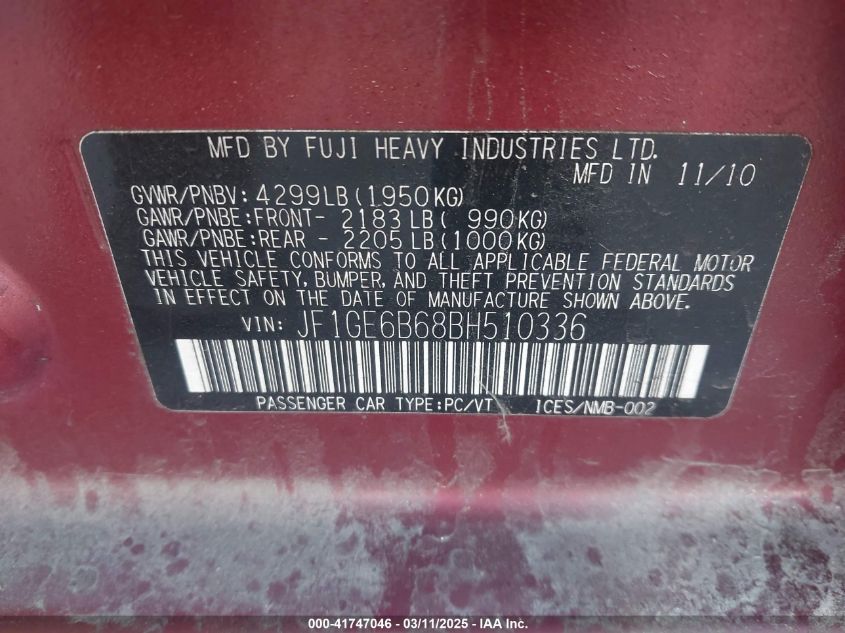 MFD BY FUJI HEAVY INDUSTRIES LTD.
MFD IN 11/10
GVWR/PNBV: 4299LB (1950KG)
GAWR/PNBE:FRONT- 2183LB( 990KG)
GAWR/PNBE:REAR - 2205LB(1000KG)
THIS VEHICLE CONFORMS TO ALL APPLICABLE FEDERAL MOTOR
VEHICLE SAFETY, BUMPER, AND THEFT PREVENTION STANDARDS
IN EFFECT ON THE DATE OF MANUFACTURE SHOWN ABOVE.
VIN: JF1GE6B68BH510336
PASSENGER CAR TYPE:PC/VT ICES/NMB-002
000-41747046 - 03/11/2025 - IAA Inc.